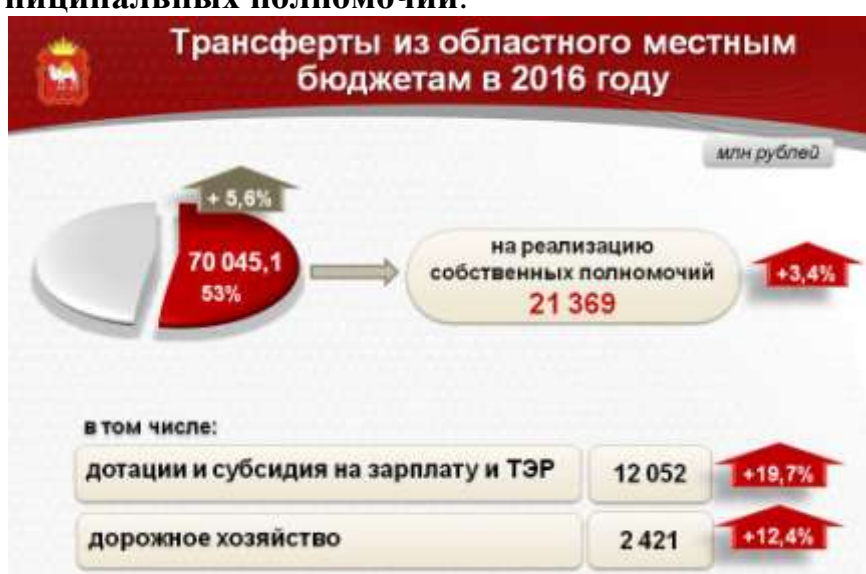 ниципальных полномочий.
Трансферты из областного местным
бюджетам в 2016 году
млн рублей
+ 5,6%
70 045,1
53%
на реализацию
собственных полномочий
21 369
+3,4%
в том числе:
дотации и субсидия на зарплату и ТЭР
12 052
+19,7%
дорожное хозяйство
2 421
+12,4%